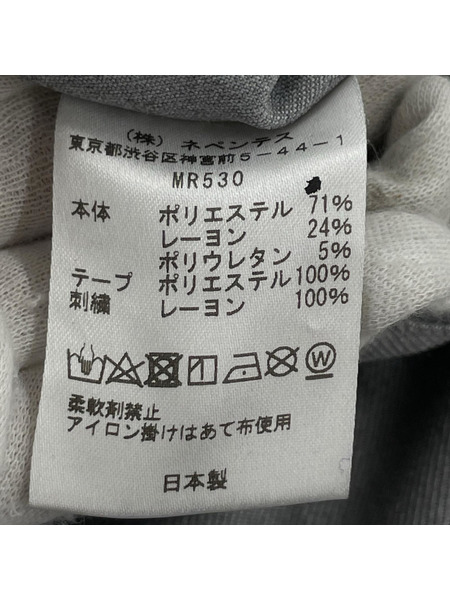 （株）ネペンテス
東京都渋谷区神宮前5-44-1
MR530
本体 ポリエステル 71%
レーヨン 24%
ポリウレタン 5%
テープ ポリエステル 100%
刺繍 レーヨン 100%
W
柔軟剤禁止
アイロン掛けはあて布使用
日本製